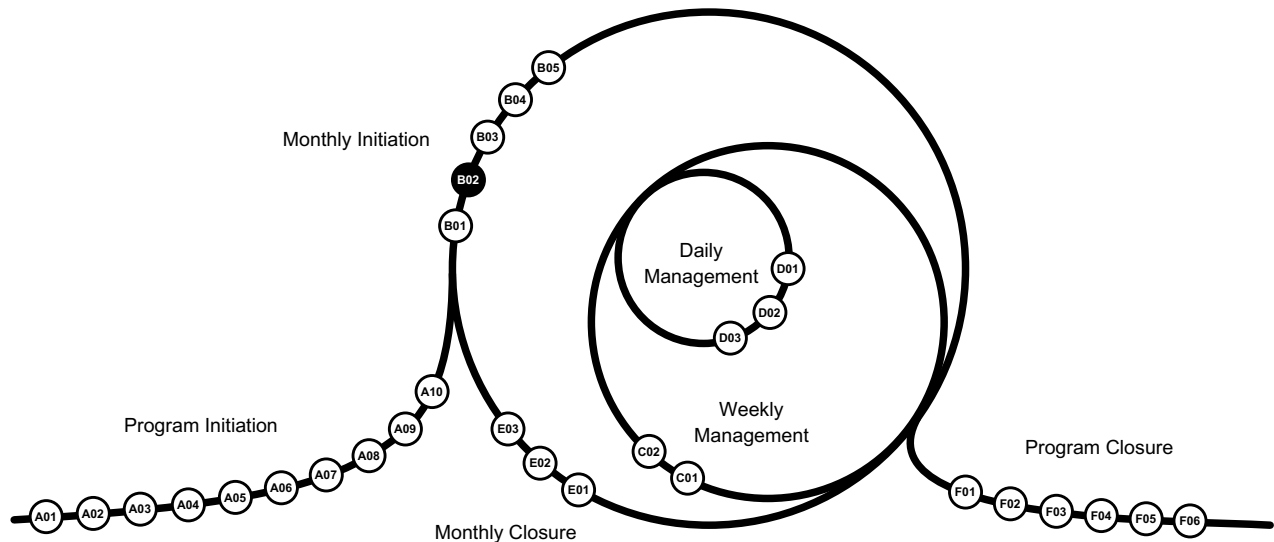 B05
B04
Monthly Initiation
B03
B02
B01
Daily
Management
D01
D02
D03
A10
Program Initiation
A09
A08
A07
A06
A05
A04
A03
A02
A01
E03
E02
E01
Monthly Closure
Weekly
Management
C02
C01
Program Closure
F01
F02
F03
F04
F05
F06